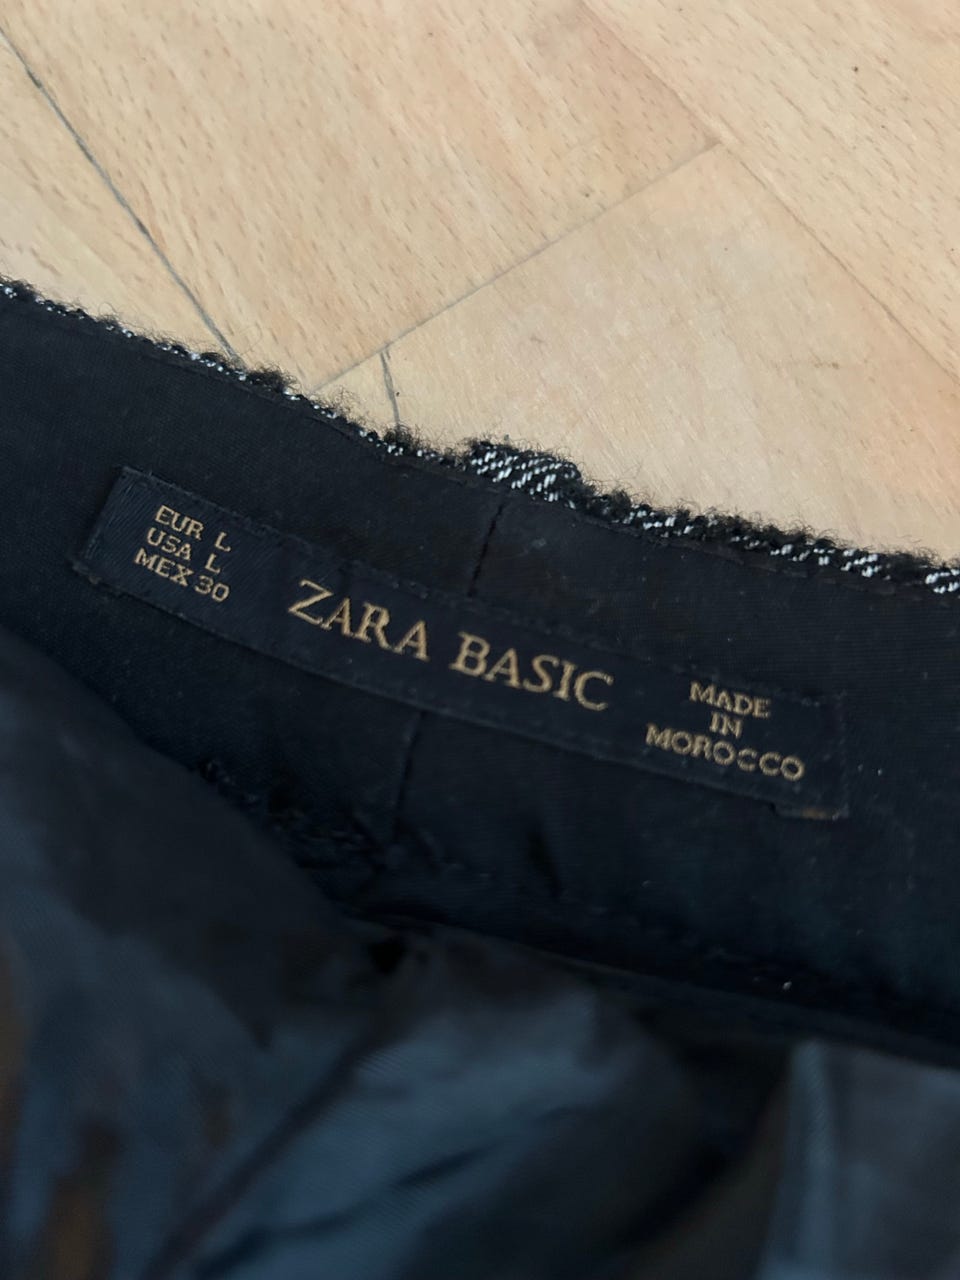 EUR L
USA L
MEX 30
ZARA BASIC
MADE
IN
MOROCCO